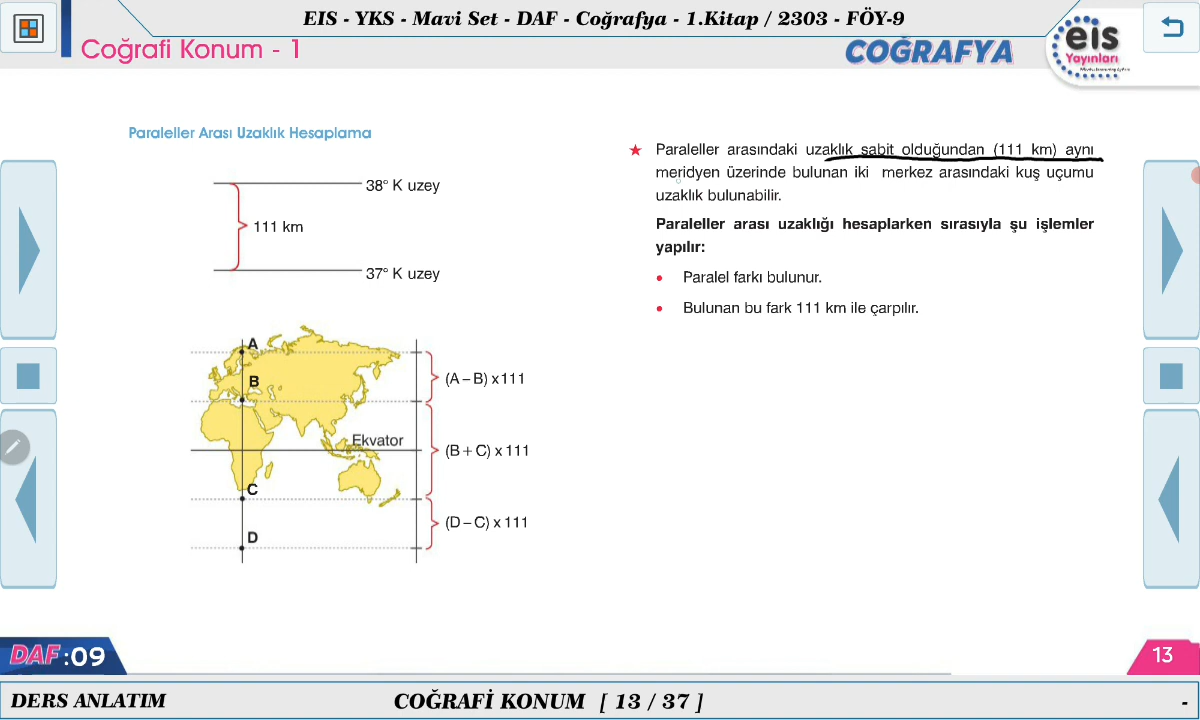 EIS - YKS - Mavi Set - DAF - Coğrafya - 1.Kitap / 2303 - FÖY-9
Coğrafi Konum - 1
COĞRAFYA
eis
Yayınları
Paraleller Arası Uzaklık Hesaplama
38° K uzey
111 km
37° K uzey
A
B
Ekvator
C
D
(A – B) x 111
(B + C) x 111
(D – C) x 111
★ Paraleller arasındaki uzaklık sabit olduğundan (111 km) aynı
meridyen üzerinde bulunan iki merkez arasındaki kuş uçumu
uzaklık bulunabilir.
Paraleller arası uzaklığı hesaplarken sırasıyla şu işlemler
yapılır:
• Paralel farkı bulunur.
• Bulunan bu fark 111 km ile çarpılır.
DAF :09
13
DERS ANLATIM
COĞRAFİ KONUM [ 13 / 37 ]
-